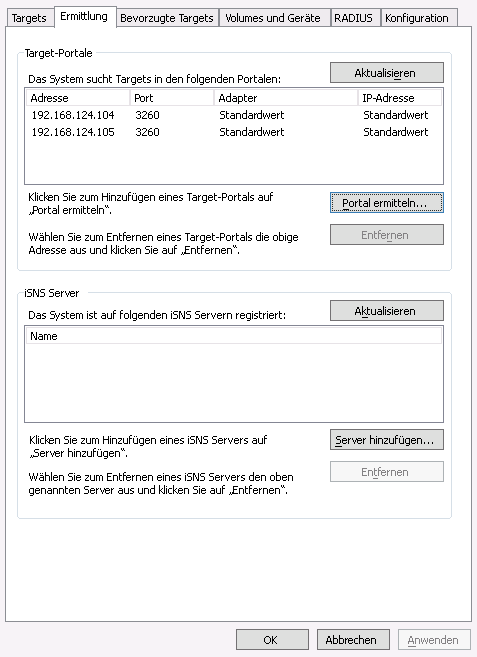 Targets Ermittlung Bevorzugte Targets Volumes und Geräte RADIUS Konfiguration
Target-Portale
Das System sucht Targets in den folgenden Portalen: Aktualisieren
Adresse Port Adapter IP-Adresse
192.168.124.104 3260 Standardwert Standardwert
192.168.124.105 3260 Standardwert Standardwert
Klicken Sie zum Hinzufügen eines Target-Portals auf
„Portal ermitteln“.
Portal ermitteln...
Wählen Sie zum Entfernen eines Target-Portals die obige
Adresse aus und klicken Sie auf „Entfernen“.
Entfernen
iSNS Server
Das System ist auf folgenden iSNS Servern registriert: Aktualisieren
Name
Klicken Sie zum Hinzufügen eines iSNS Servers auf
„Server hinzufügen“.
Server hinzufügen...
Wählen Sie zum Entfernen eines iSNS Servers den oben
genannten Server aus und klicken Sie auf „Entfernen“.
Entfernen
OK Abbrechen Anwenden